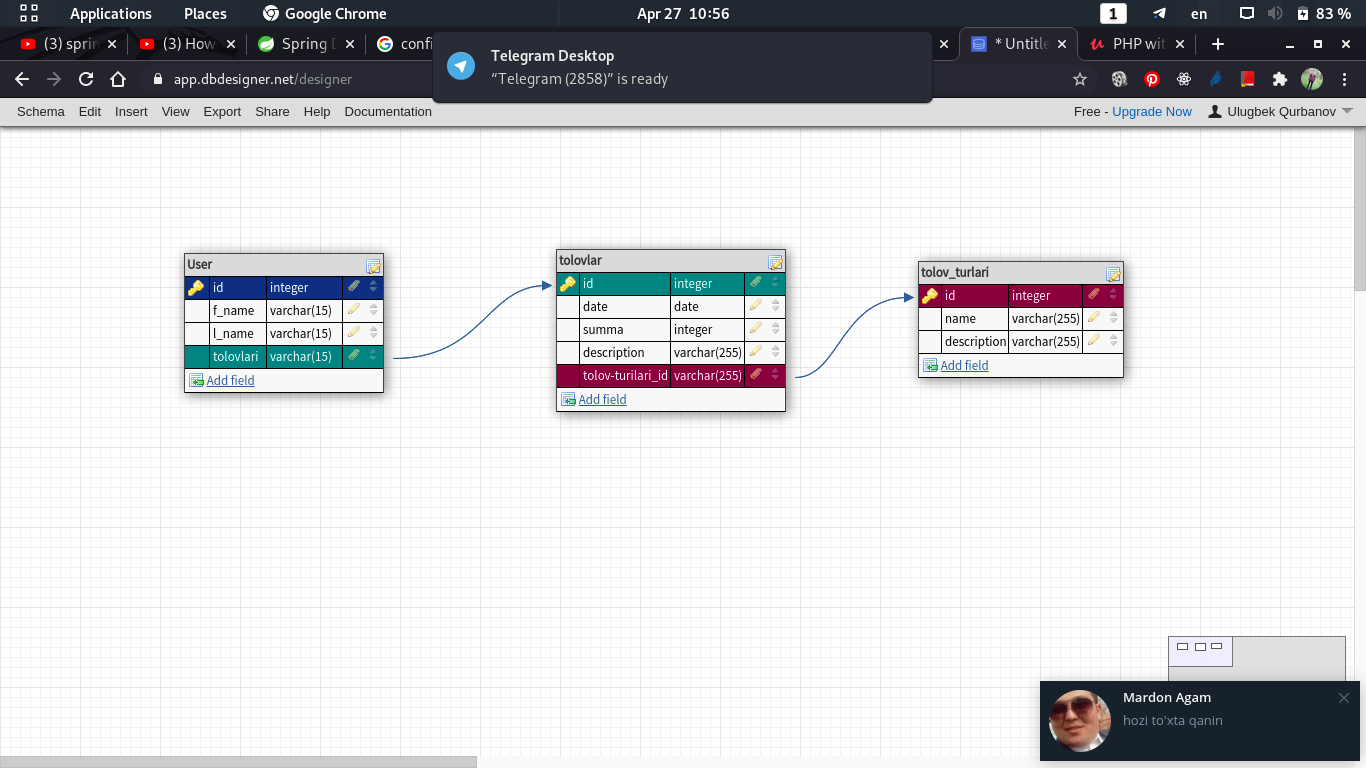 Applications Places Google Chrome Apr 27 10:56 1 en 83 %
(3) sprin (3) How Spring D confi * Untitle PHP wit
Telegram Desktop
“Telegram (2858)” is ready
app.dbdesigner.net/designer
Schema Edit Insert View Export Share Help Documentation Free - Upgrade Now Ulugbek Qurbanov
User
id integer
f_name varchar(15)
l_name varchar(15)
tolovlari varchar(15)
Add field
tolovlar
id integer
date date
summa integer
description varchar(255)
tolov-turilari_id varchar(255)
Add field
tolov_turlari
id integer
name varchar(255)
description varchar(255)
Add field
Mardon Agam
hozi to'xta qanin